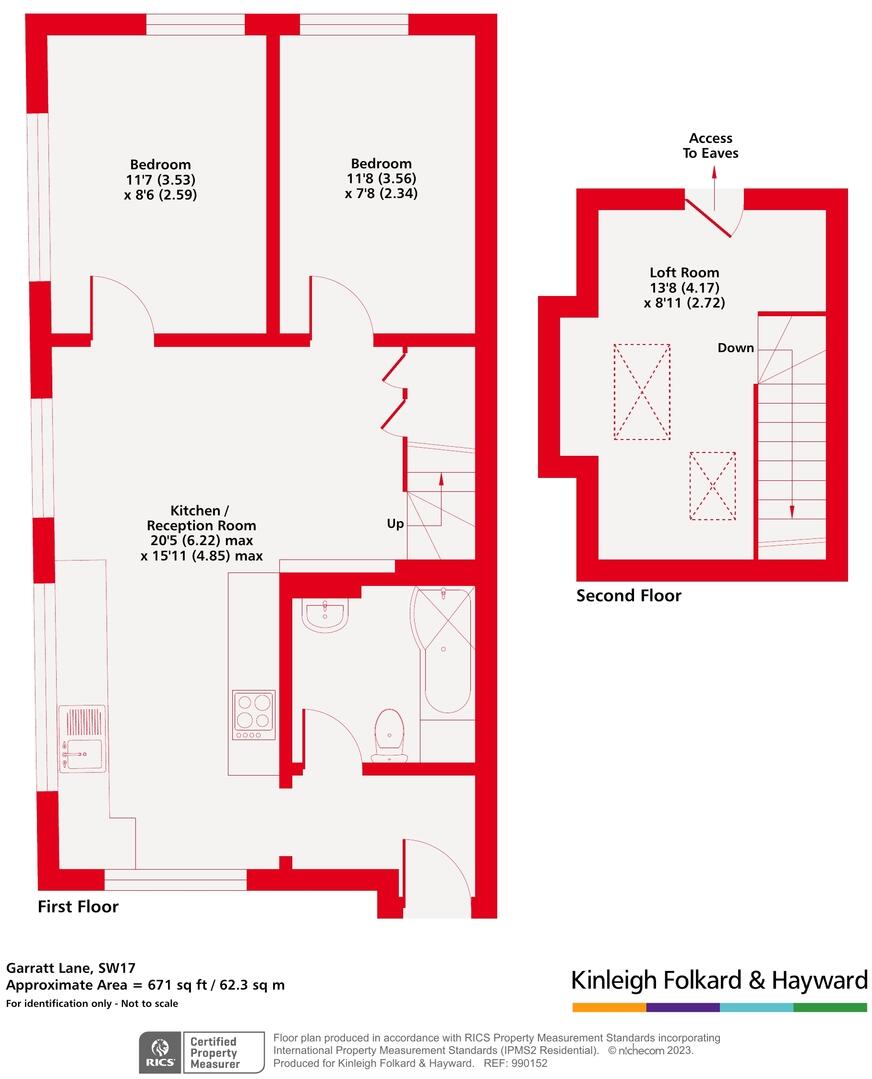 Bedroom
11'7 (3.53)
x 8'6 (2.59)
Bedroom
11'8 (3.56)
x 7'8 (2.34)
Access
To Eaves
Loft Room
13'8 (4.17)
x 8'11 (2.72)
Down
Kitchen /
Reception Room
20'5 (6.22) max
x 15'11 (4.85) max
Up
Second Floor
First Floor
Garratt Lane, SW17
Approximate Area = 671 sq ft / 62.3 sq m
For identification only - Not to scale
Kinleigh Folkard & Hayward
RICS
Certified
Property
Measurer
Floor plan produced in accordance with RICS Property Measurement Standards incorporating
International Property Measurement Standards (IPMS2 Residential). © nichecom 2023.
Produced for Kinleigh Folkard & Hayward. REF: 990152